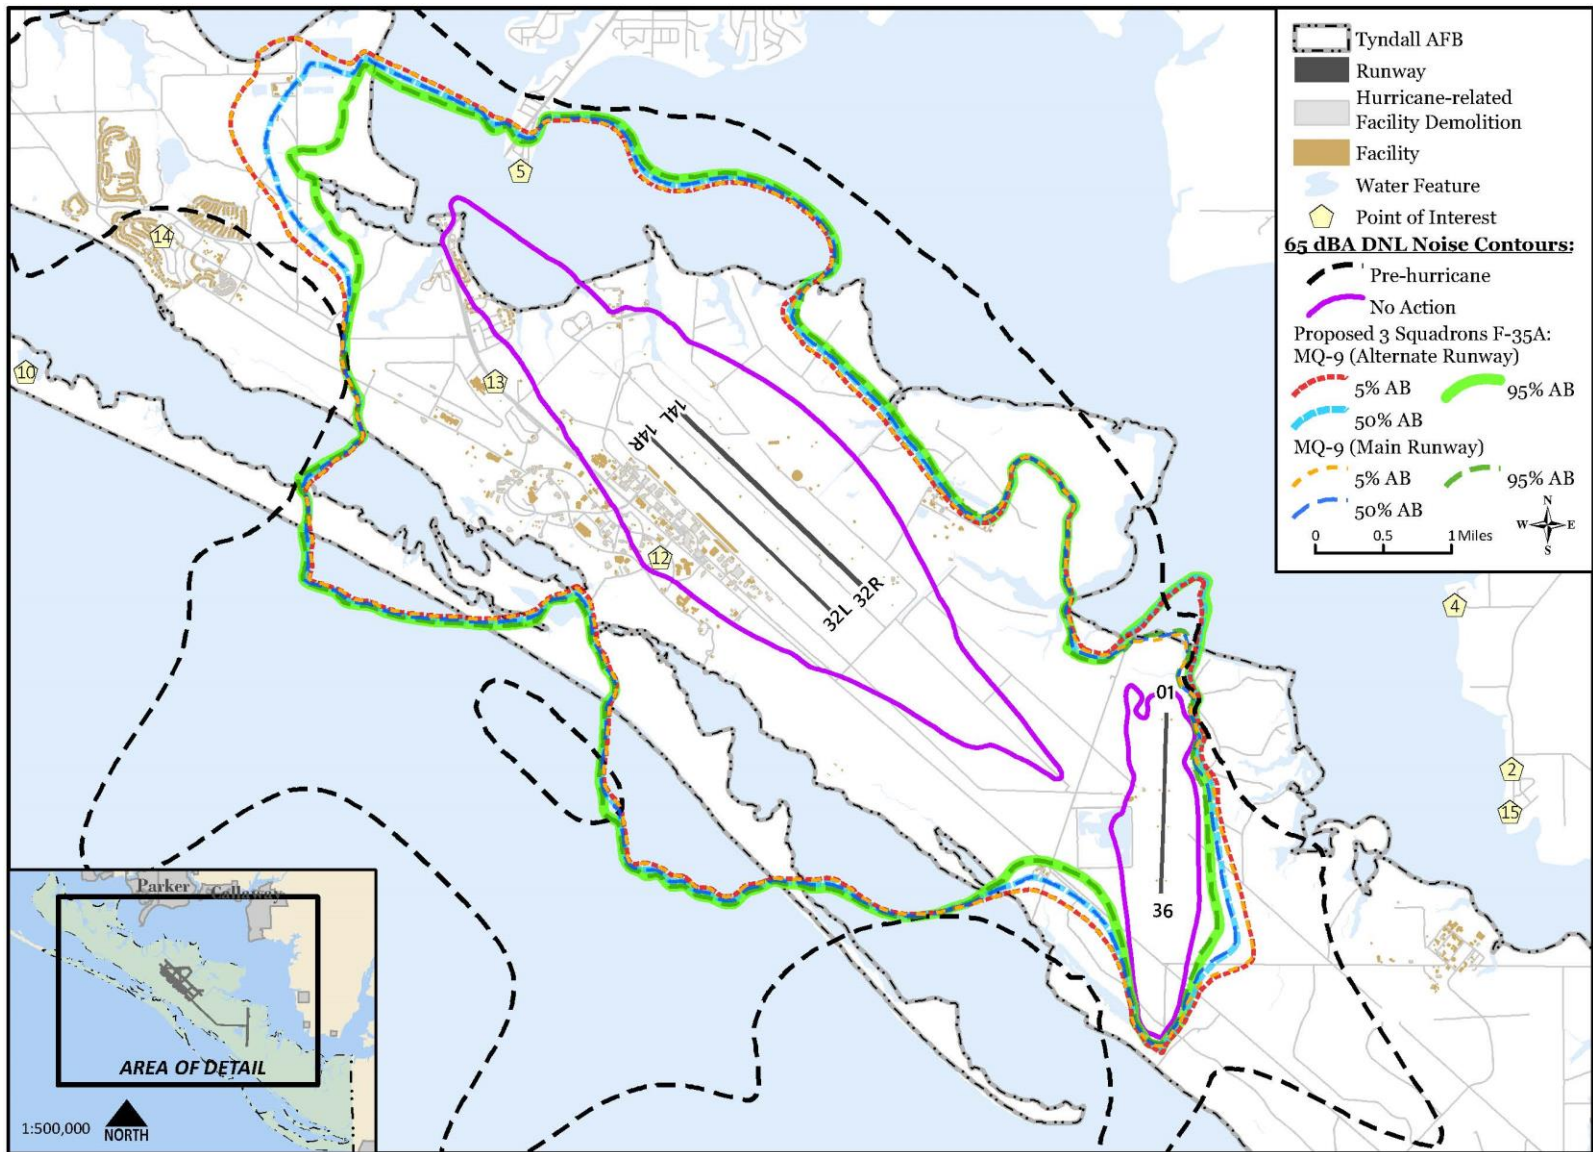 Tyndall AFB
Runway
Hurricane-related
Facility Demolition
Facility
Water Feature
Point of Interest
65 dBA DNL Noise Contours:
Pre-hurricane
No Action
Proposed 3 Squadrons F-35A:
MQ-9 (Alternate Runway)
5% AB 95% AB
50% AB
MQ-9 (Main Runway)
5% AB 95% AB
50% AB
N
W E
S
0 0.5 1 Miles
5
14
10
13
14L
14R
12
32L 32R
4
01
2
15
36
Parker Callaway
AREA OF DETAIL
1:500,000 NORTH